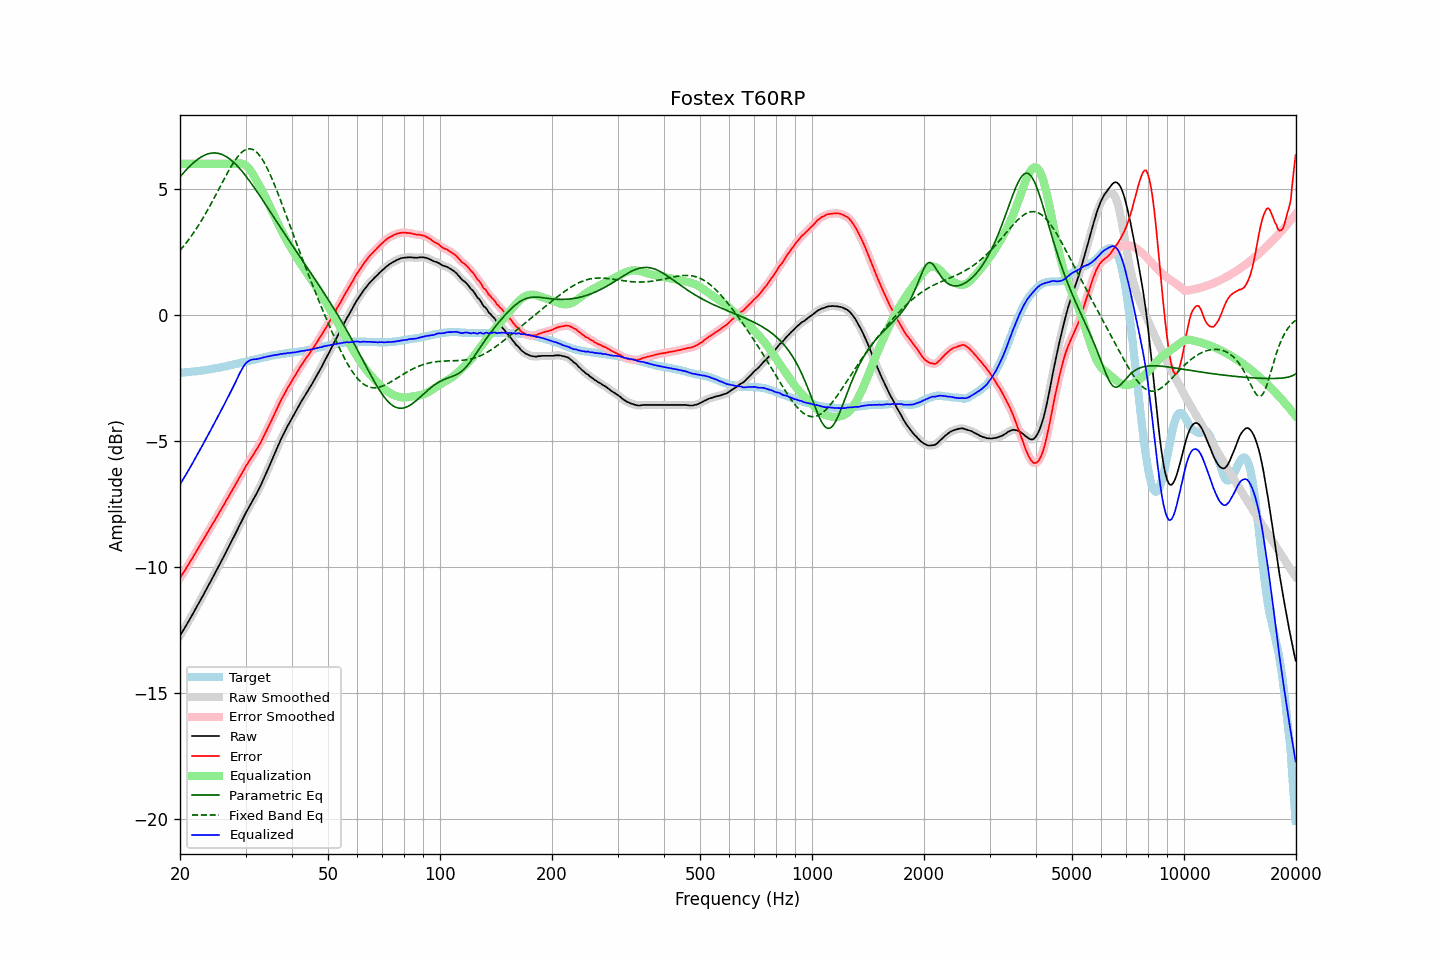 Fostex T60RP
Amplitude (dBr)
5
0
−5
−10
−15
−20
Target
Raw Smoothed
Error Smoothed
Raw
Error
Equalization
Parametric Eq
Fixed Band Eq
Equalized
20 50 100 200 500 1000 2000 5000 10000 20000
Frequency (Hz)